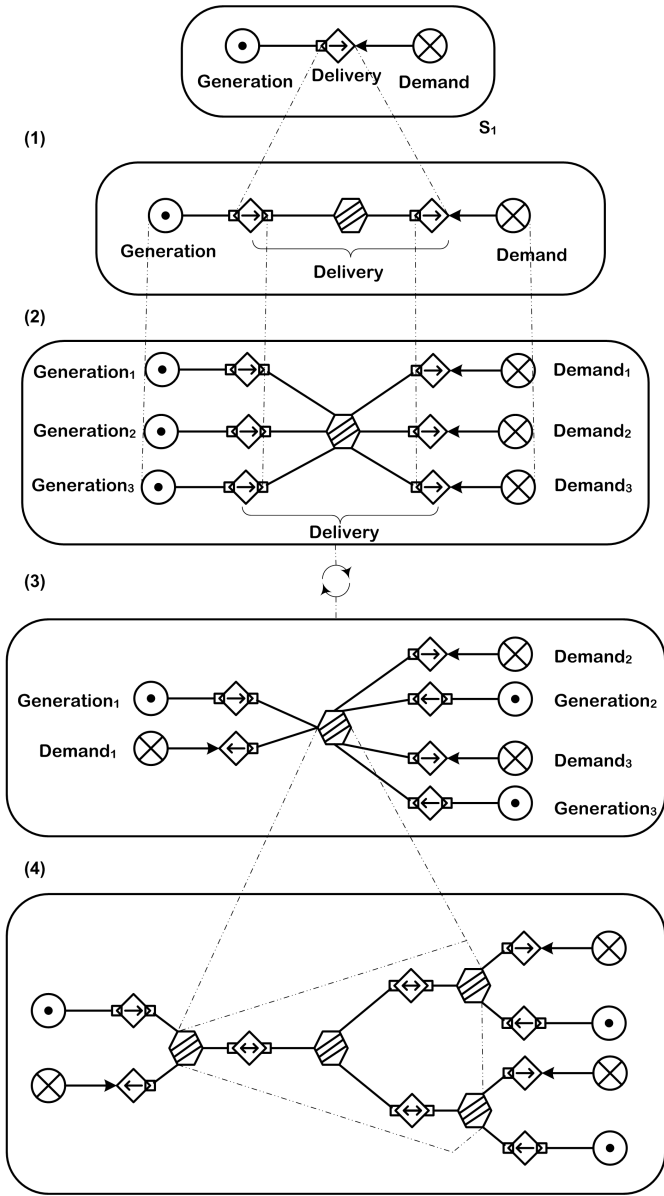 Generation
Delivery
Demand
S₁
(1)
Generation
Delivery
Demand
(2)
Generation₁
Demand₁
Generation₂
Demand₂
Generation₃
Demand₃
Delivery
(3)
Demand₂
Generation₁
Generation₂
Demand₁
Demand₃
Generation₃
(4)